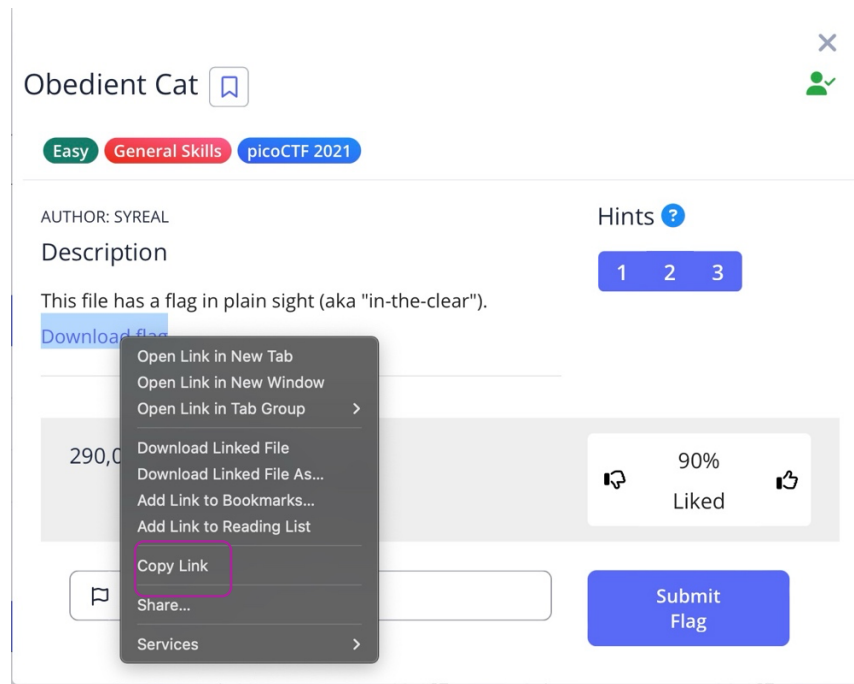 Obedient Cat
Easy General Skills picoCTF 2021
AUTHOR: SYREAL
Description
This file has a flag in plain sight (aka "in-the-clear").
Download flag
Hints ?
1 2 3
Open Link in New Tab
Open Link in New Window
Open Link in Tab Group
Download Linked File
Download Linked File As...
Add Link to Bookmarks...
Add Link to Reading List
Copy Link
Share...
Services
290,0
90%
Liked
Submit
Flag